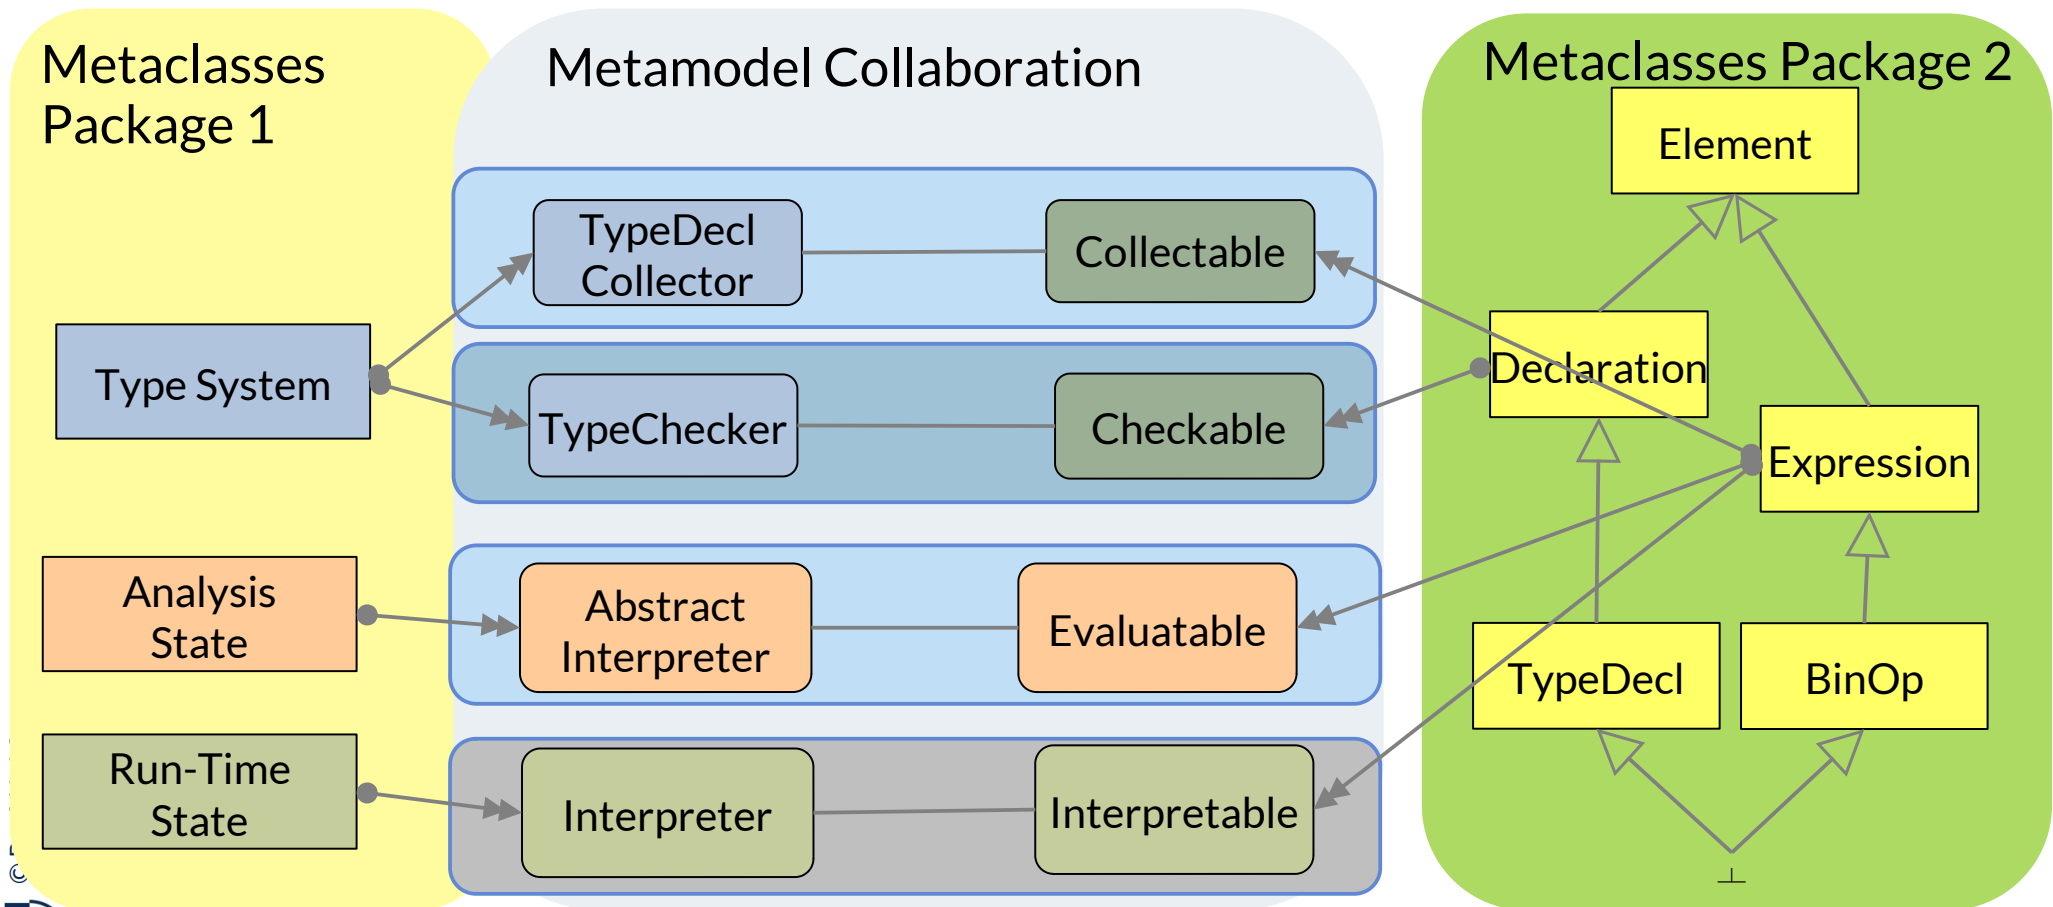 Metaclasses
Package 1
Metamodel Collaboration
Metaclasses Package 2
Element
TypeDecl
Collector
Collectable
Declaration
Type System
TypeChecker
Checkable
Expression
Analysis
State
Abstract
Interpreter
Evaluatable
TypeDecl
BinOp
Run-Time
State
Interpreter
Interpretable
⊥
©